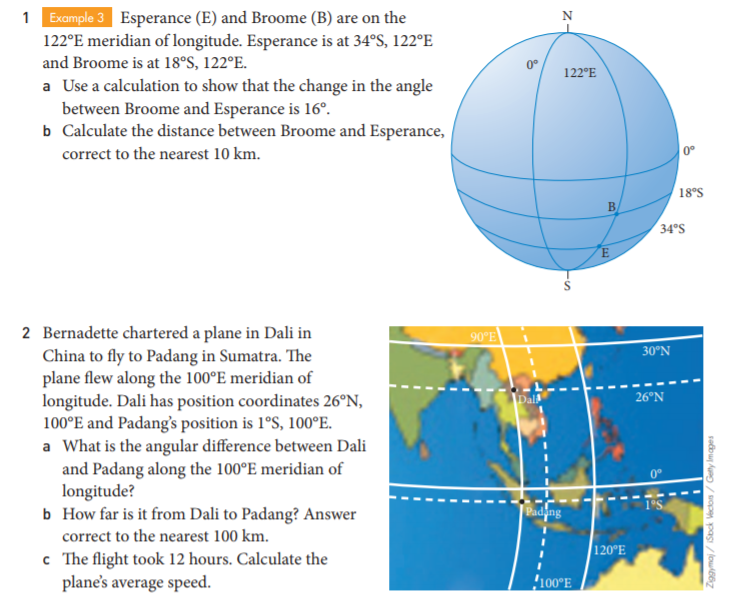 1 Example 3 Esperance (E) and Broome (B) are on the
122°E meridian of longitude. Esperance is at 34°S, 122°E
and Broome is at 18°S, 122°E.
a Use a calculation to show that the change in the angle
between Broome and Esperance is 16°.
b Calculate the distance between Broome and Esperance,
correct to the nearest 10 km.
N
0°
122°E
0°
18°S
B
34°S
E
S
2 Bernadette chartered a plane in Dali in
China to fly to Padang in Sumatra. The
plane flew along the 100°E meridian of
longitude. Dali has position coordinates 26°N,
100°E and Padang's position is 1°S, 100°E.
a What is the angular difference between Dali
and Padang along the 100°E meridian of
longitude?
b How far is it from Dali to Padang? Answer
correct to the nearest 100 km.
c The flight took 12 hours. Calculate the
plane's average speed.
90°E
30°N
Dali
26°N
0°
1°S
Padang
120°E
100°E
Ziggymaj / iStock Vectors / Getty Images